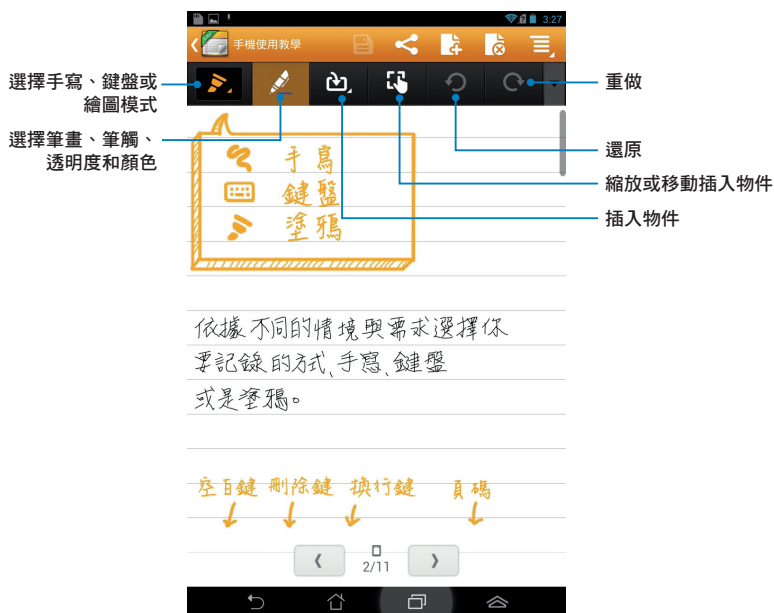 3:27
手機使用教學
選擇手寫、鍵盤或
繪圖模式
選擇筆畫、筆觸、
透明度和顏色
重做
還原
縮放或移動插入物件
插入物件
手寫
鍵盤
塗鴉
依據不同的情境與需求選擇你
要記錄的方式、手寫、鍵盤
或是塗鴉。
空白鍵 刪除鍵 換行鍵 頁碼
2/11